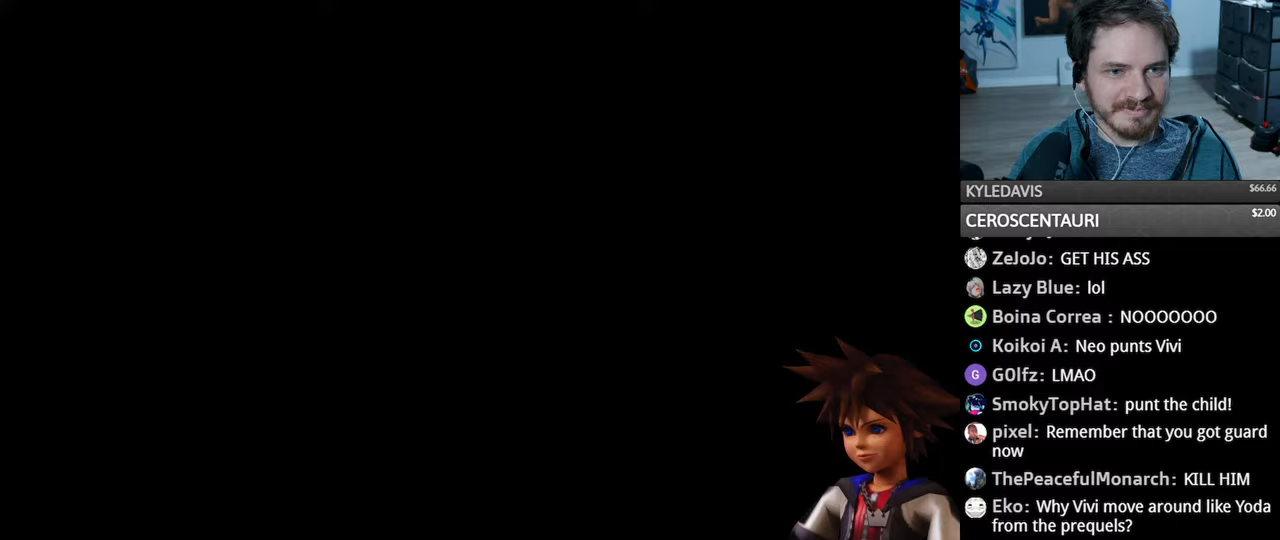 KYLEDAVIS $66.66
CEROSCENTAURI $2.00
ZeJoJo: GET HIS ASS
Lazy Blue: lol
Boina Correa : NOOOOOOO
Koikoi A: Neo punts Vivi
G G0lfz: LMAO
SmokyTopHat: punt the child!
pixel: Remember that you got guard
now
ThePeacefulMonarch: KILL HIM
Eko: Why Vivi move around like Yoda
from the prequels?